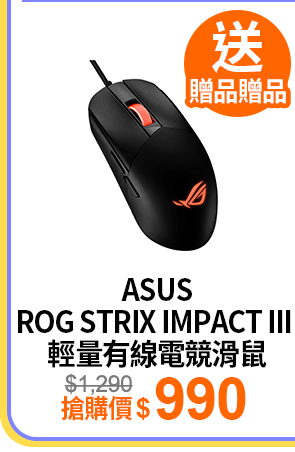 送
贈品贈品
ASUS
ROG STRIX IMPACT III
輕量有線電競滑鼠
$1,290
搶購價$990